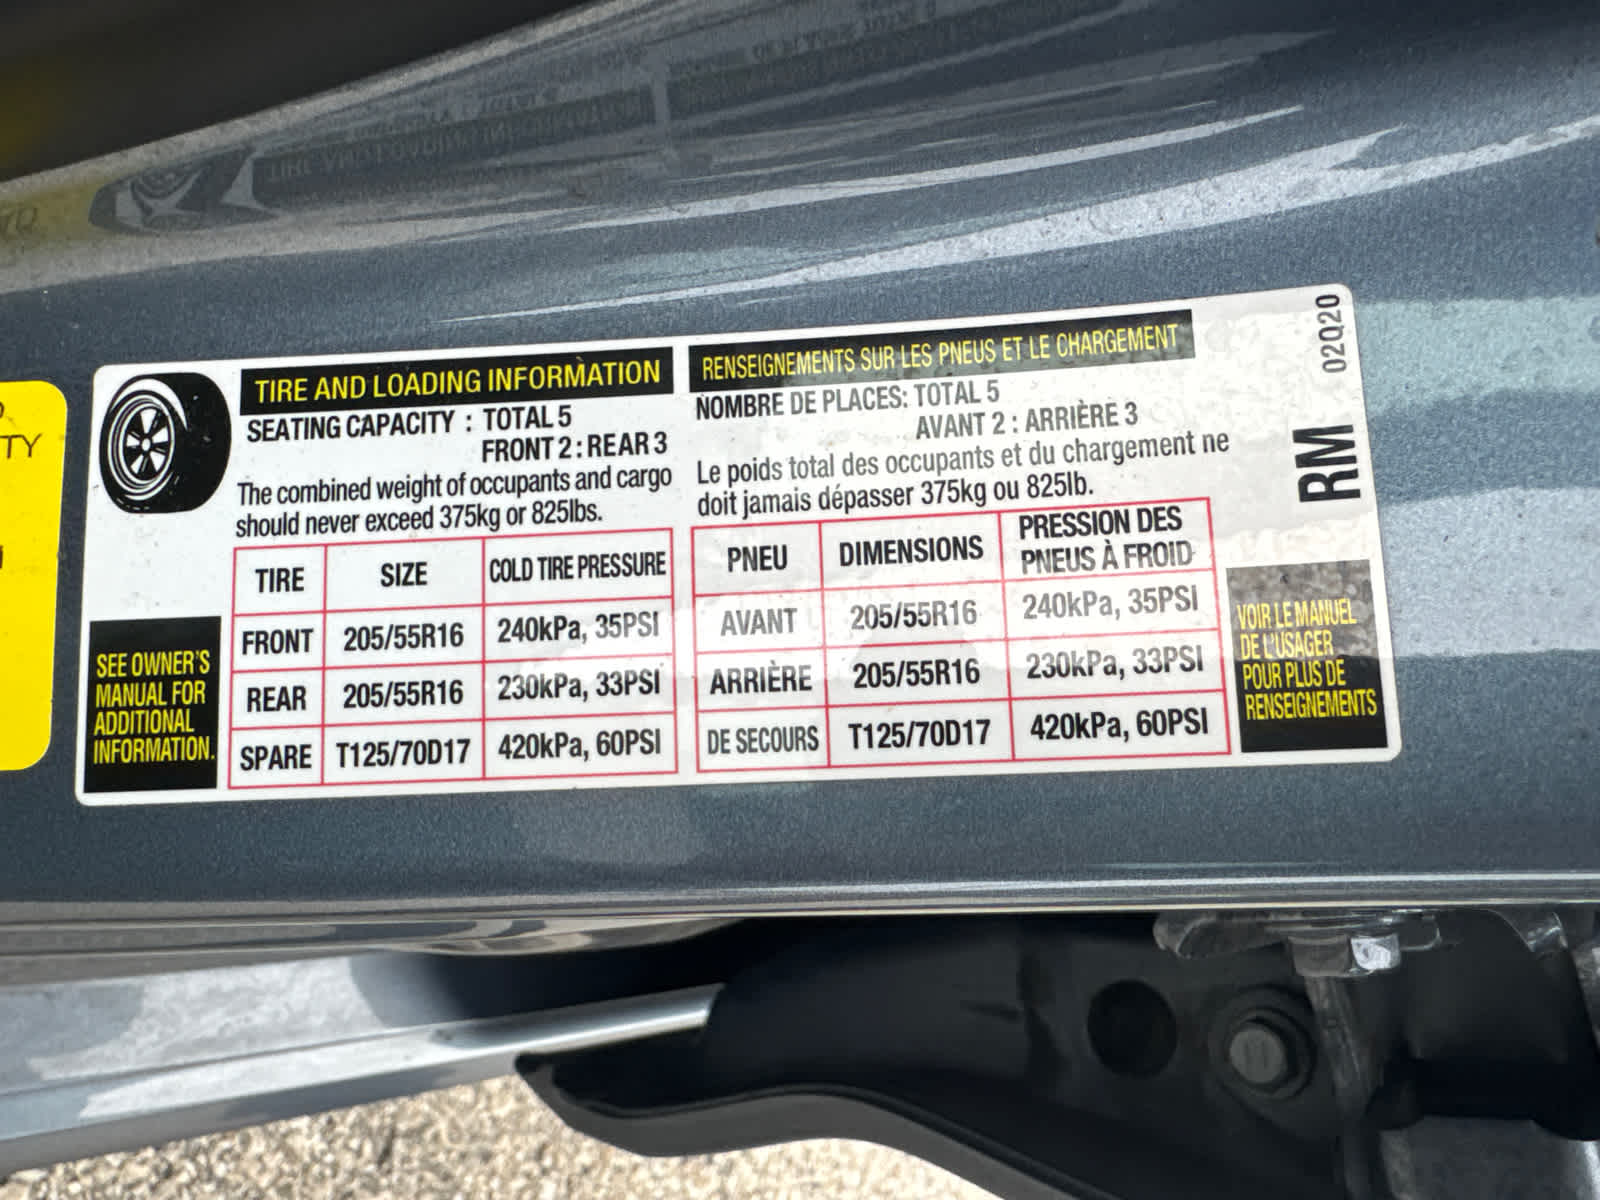 TIRE AND LOADING INFORMATION
SEATING CAPACITY : TOTAL 5
FRONT 2 : REAR 3
The combined weight of occupants and cargo
should never exceed 375kg or 825lbs.
TIRE SIZE COLD TIRE PRESSURE
FRONT 205/55R16 240kPa, 35PSI
REAR 205/55R16 230kPa, 33PSI
SPARE T125/70D17 420kPa, 60PSI
SEE OWNER'S
MANUAL FOR
ADDITIONAL
INFORMATION.
RENSEIGNEMENTS SUR LES PNEUS ET LE CHARGEMENT
NOMBRE DE PLACES: TOTAL 5
AVANT 2 : ARRIÈRE 3
Le poids total des occupants et du chargement ne
doit jamais dépasser 375kg ou 825lb.
PNEU DIMENSIONS PRESSION DES
PNEUS À FROID
AVANT 205/55R16 240kPa, 35PSI
ARRIÈRE 205/55R16 230kPa, 33PSI
DE SECOURS T125/70D17 420kPa, 60PSI
VOIR LE MANUEL
DE L'USAGER
POUR PLUS DE
RENSEIGNEMENTS
RM 02Q20
TY